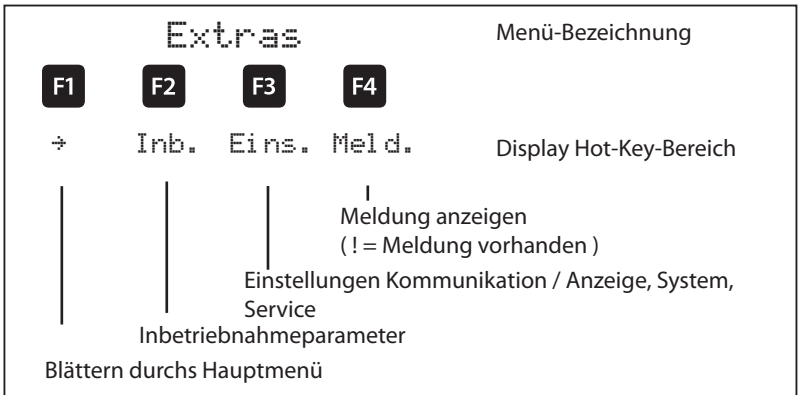 Extras Menü-Bezeichnung
F1 F2 F3 F4
→ Inb. Eins. Meld. Display Hot-Key-Bereich
Meldung anzeigen
( ! = Meldung vorhanden )
Einstellungen Kommunikation / Anzeige, System,
Service
Inbetriebnahmeparameter
Blättern durchs Hauptmenü